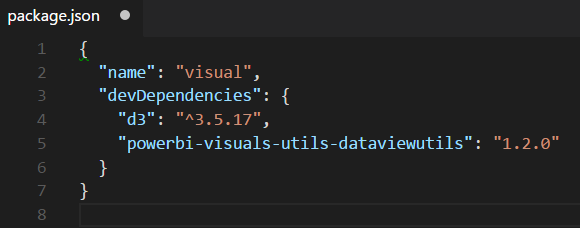 package.json
1 {
2 "name": "visual",
3 "devDependencies": {
4 "d3": "^3.5.17",
5 "powerbi-visuals-utils-dataviewutils": "1.2.0"
6 }
7 }
8